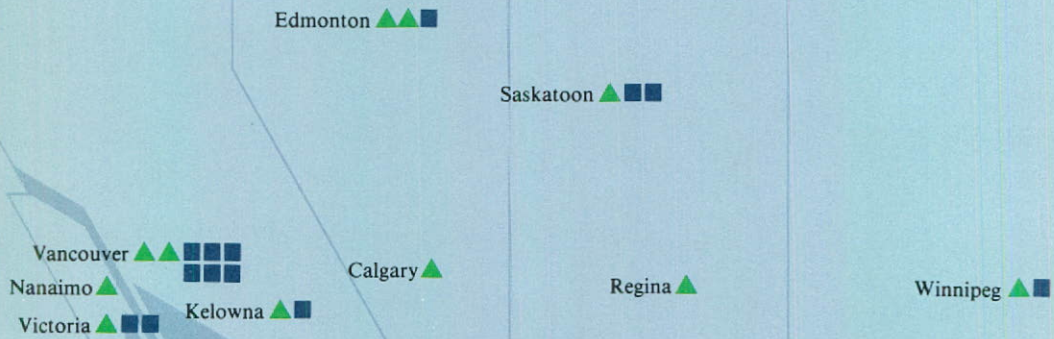 Edmonton
Saskatoon
Vancouver
Calgary
Nanaimo
Regina
Winnipeg
Kelowna
Victoria